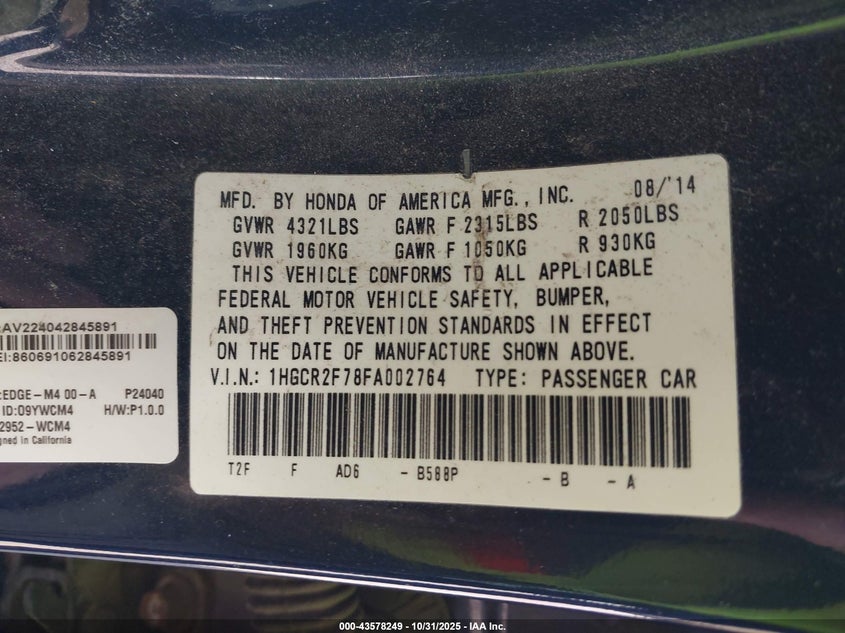 MFD. BY HONDA OF AMERICA MFG., INC. 08/'14
GVWR 4321LBS GAWR F 2315LBS R 2050LBS
GVWR 1960KG GAWR F 1050KG R 930KG
THIS VEHICLE CONFORMS TO ALL APPLICABLE
FEDERAL MOTOR VEHICLE SAFETY, BUMPER,
AND THEFT PREVENTION STANDARDS IN EFFECT
ON THE DATE OF MANUFACTURE SHOWN ABOVE.
V.I.N.: 1HGCR2F78FA002764 TYPE: PASSENGER CAR
T2F F AD6 - B588P - B - A
:AV224042845891
EI:860691062845891
:EDGE-M4 00-A P24040
ID:09YWCM4 H/W:P1.0.0
2952-WCM4
gned in California
000-43578249 - 10/31/2025 - IAA Inc.